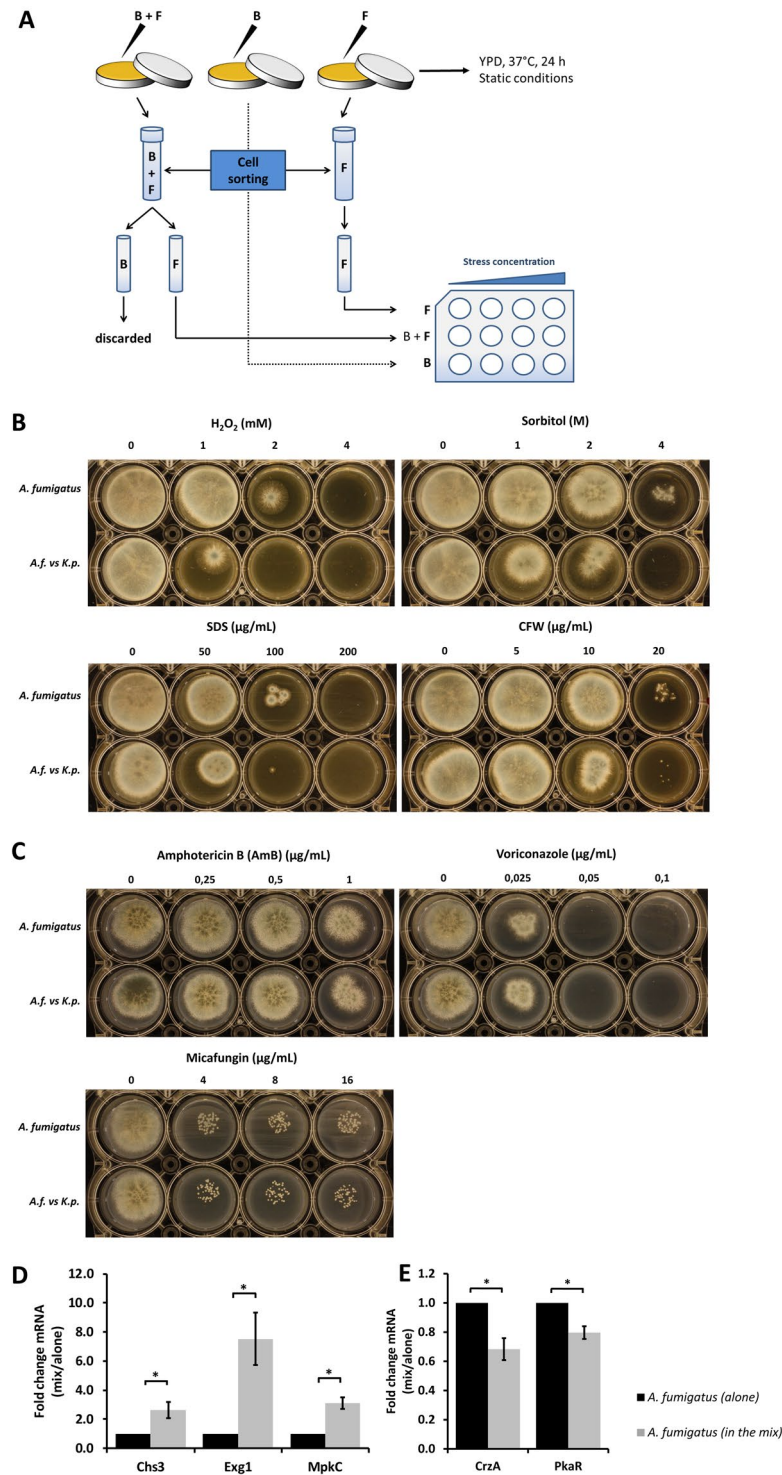 A
B + F
B
F
YPD, 37°C, 24 h
Static conditions
B
+
F
Cell
sorting
F
B
F
F
Stress concentration
discarded
F
B + F
B
B
H₂O₂ (mM)
Sorbitol (M)
0 1 2 4
0 1 2 4
A. fumigatus
A.f. vs K.p.
SDS (µg/mL)
CFW (µg/mL)
0 50 100 200
0 5 10 20
A. fumigatus
A.f. vs K.p.
C
Amphotericin B (AmB) (µg/mL)
Voriconazole (µg/mL)
0 0,25 0,5 1
0 0,025 0,05 0,1
A. fumigatus
A.f. vs K.p.
Micafungin (µg/mL)
0 4 8 16
A. fumigatus
A.f. vs K.p.
D
Fold change mRNA
(mix/alone)
12.0
10.0
8.0
6.0
4.0
2.0
0.0
*
*
*
Chs3 Exg1 MpkC
E
Fold change mRNA
(mix/alone)
1.2
1.0
0.8
0.6
0.4
0.2
0.0
*
*
CrzA PkaR
A. fumigatus (alone)
A. fumigatus (in the mix)